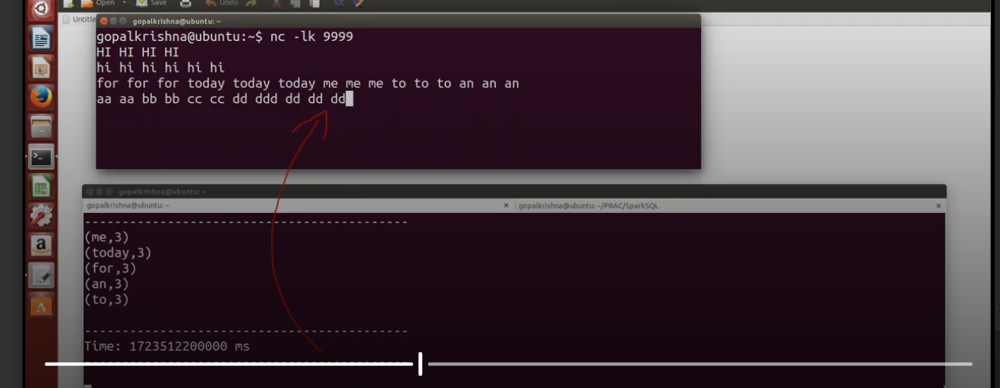 Open Save Undo
Untitle
gopalkrishna@ubuntu: ~
gopalkrishna@ubuntu:~$ nc -lk 9999
HI HI HI HI
hi hi hi hi hi hi
for for for today today today me me me to to to an an an
aa aa bb bb cc cc dd ddd dd dd dd
gopalkrishna@ubuntu: ~
gopalkrishna@ubuntu: ~ × gopalkrishna@ubuntu: ~/PRAC/SparkSQL ×
-------------------------------------------
(me,3)
(today,3)
(for,3)
(an,3)
(to,3)
-------------------------------------------
Time: 1723512200000 ms
-------------------------------------------